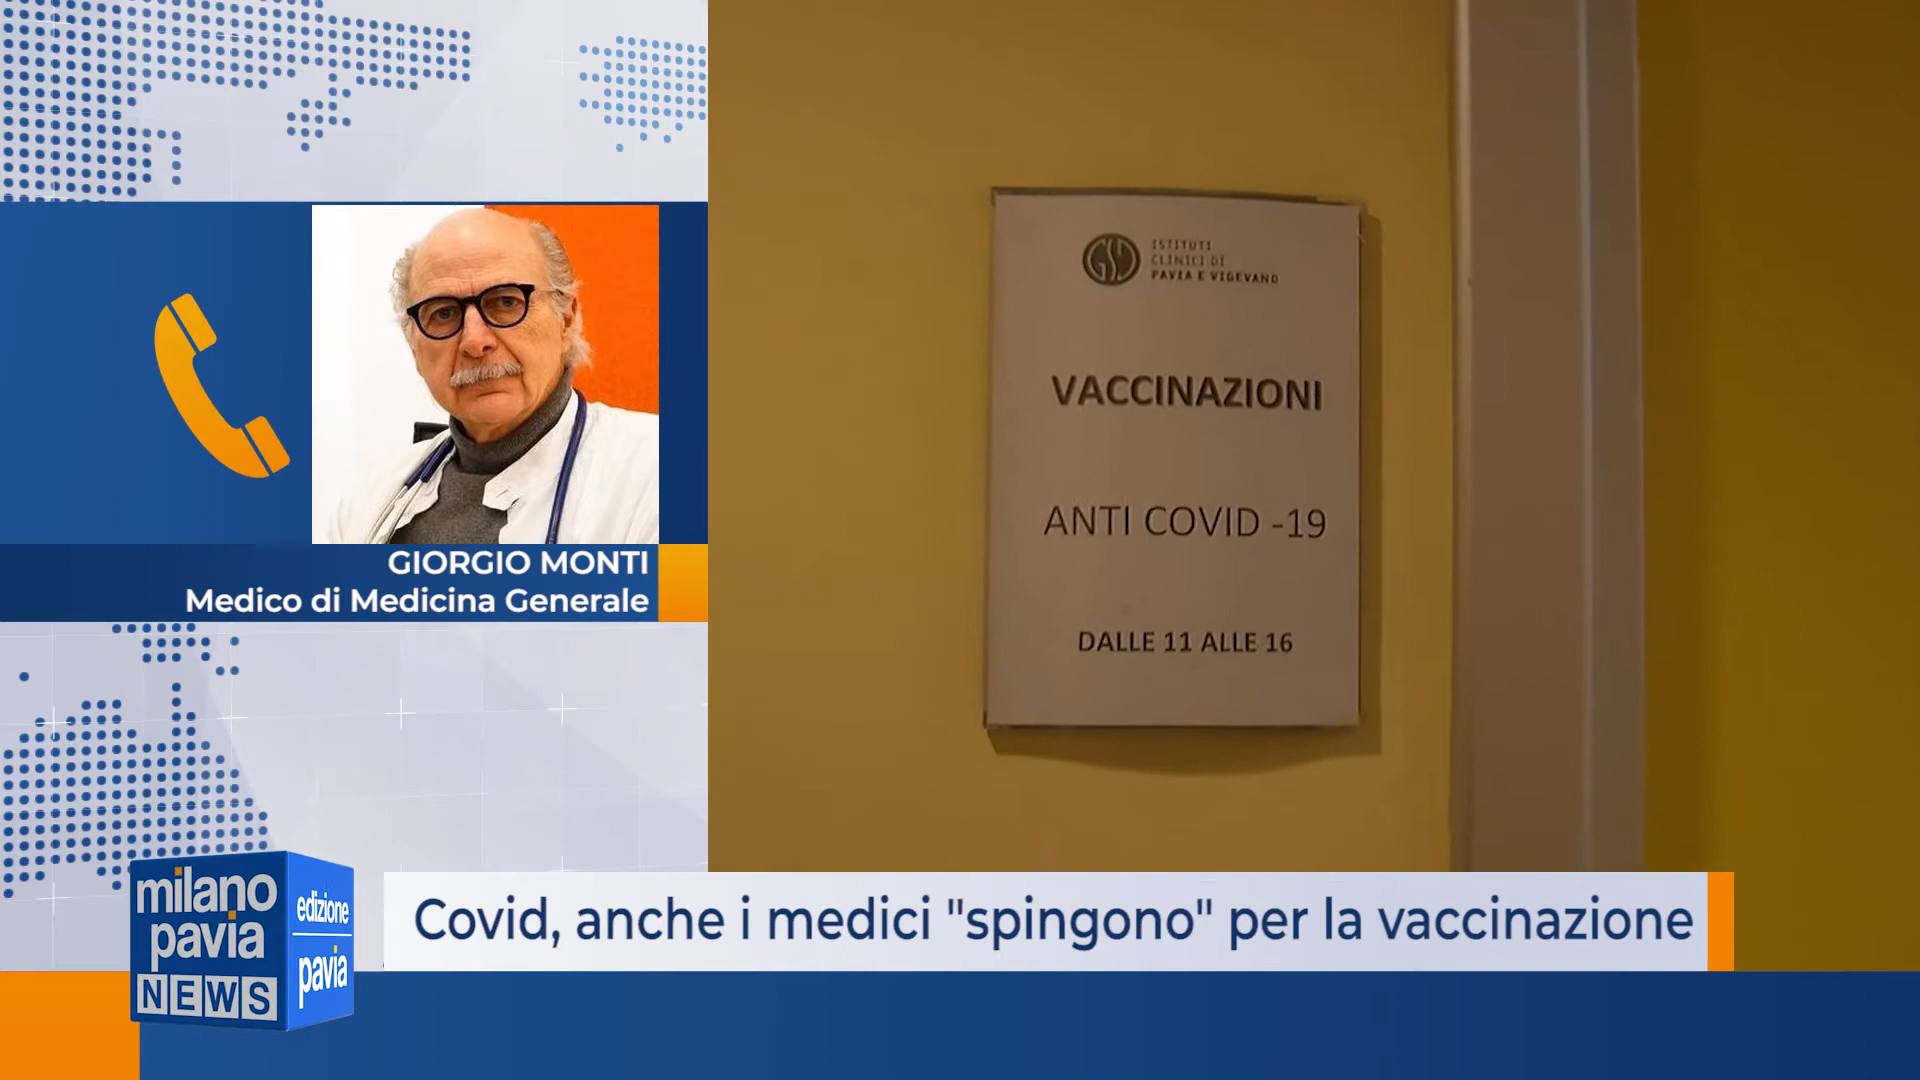 GIORGIO MONTI
Medico di Medicina Generale
GSD
ISTITUTI
CLINICI DI
PAVIA E VIGEVANO
VACCINAZIONI
ANTI COVID -19
DALLE 11 ALLE 16
milano
pavia
NEWS
edizione
pavia
Covid, anche i medici "spingono" per la vaccinazione